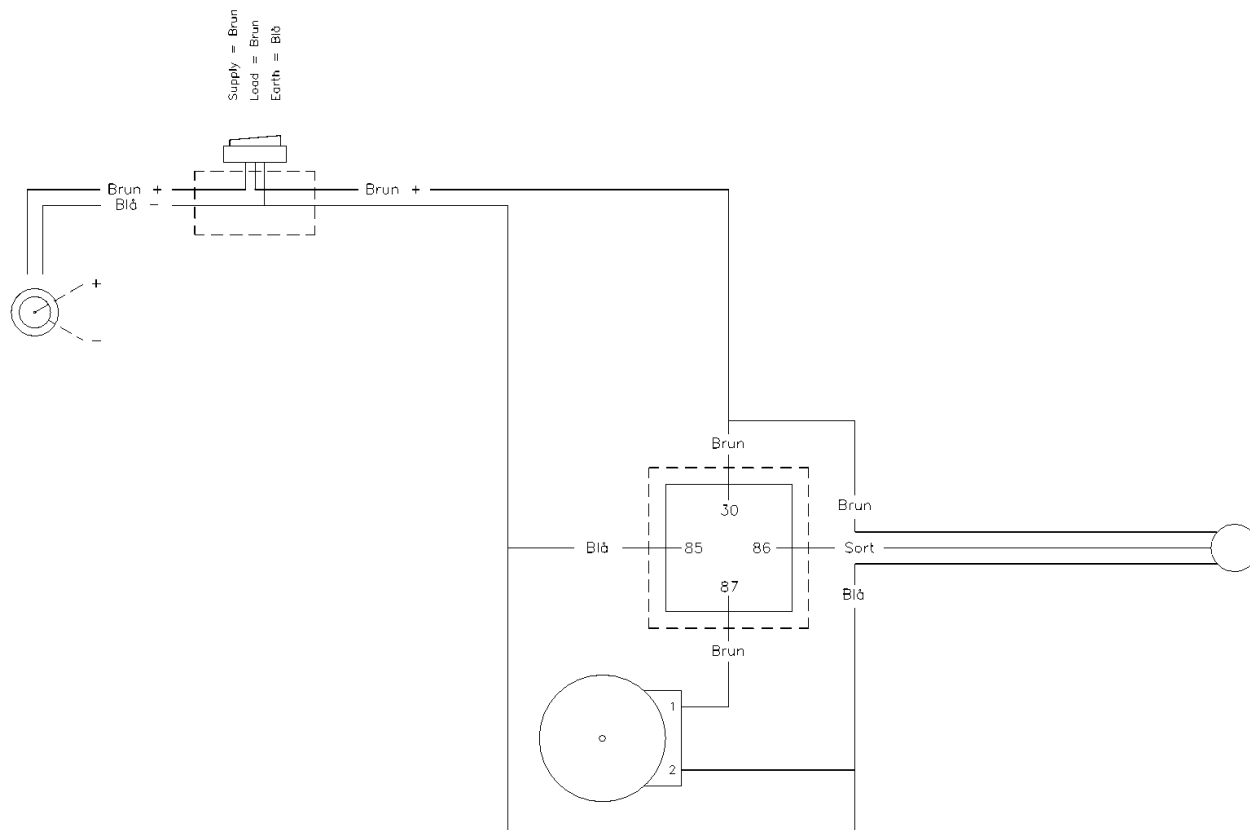 Supply = Brun
Load = Brun
Earth = Blå
Brun +
Brun +
Blå -
+
-
Brun
Brun
30
Blå
85
86
Sort
87
Blå
Brun
1
2